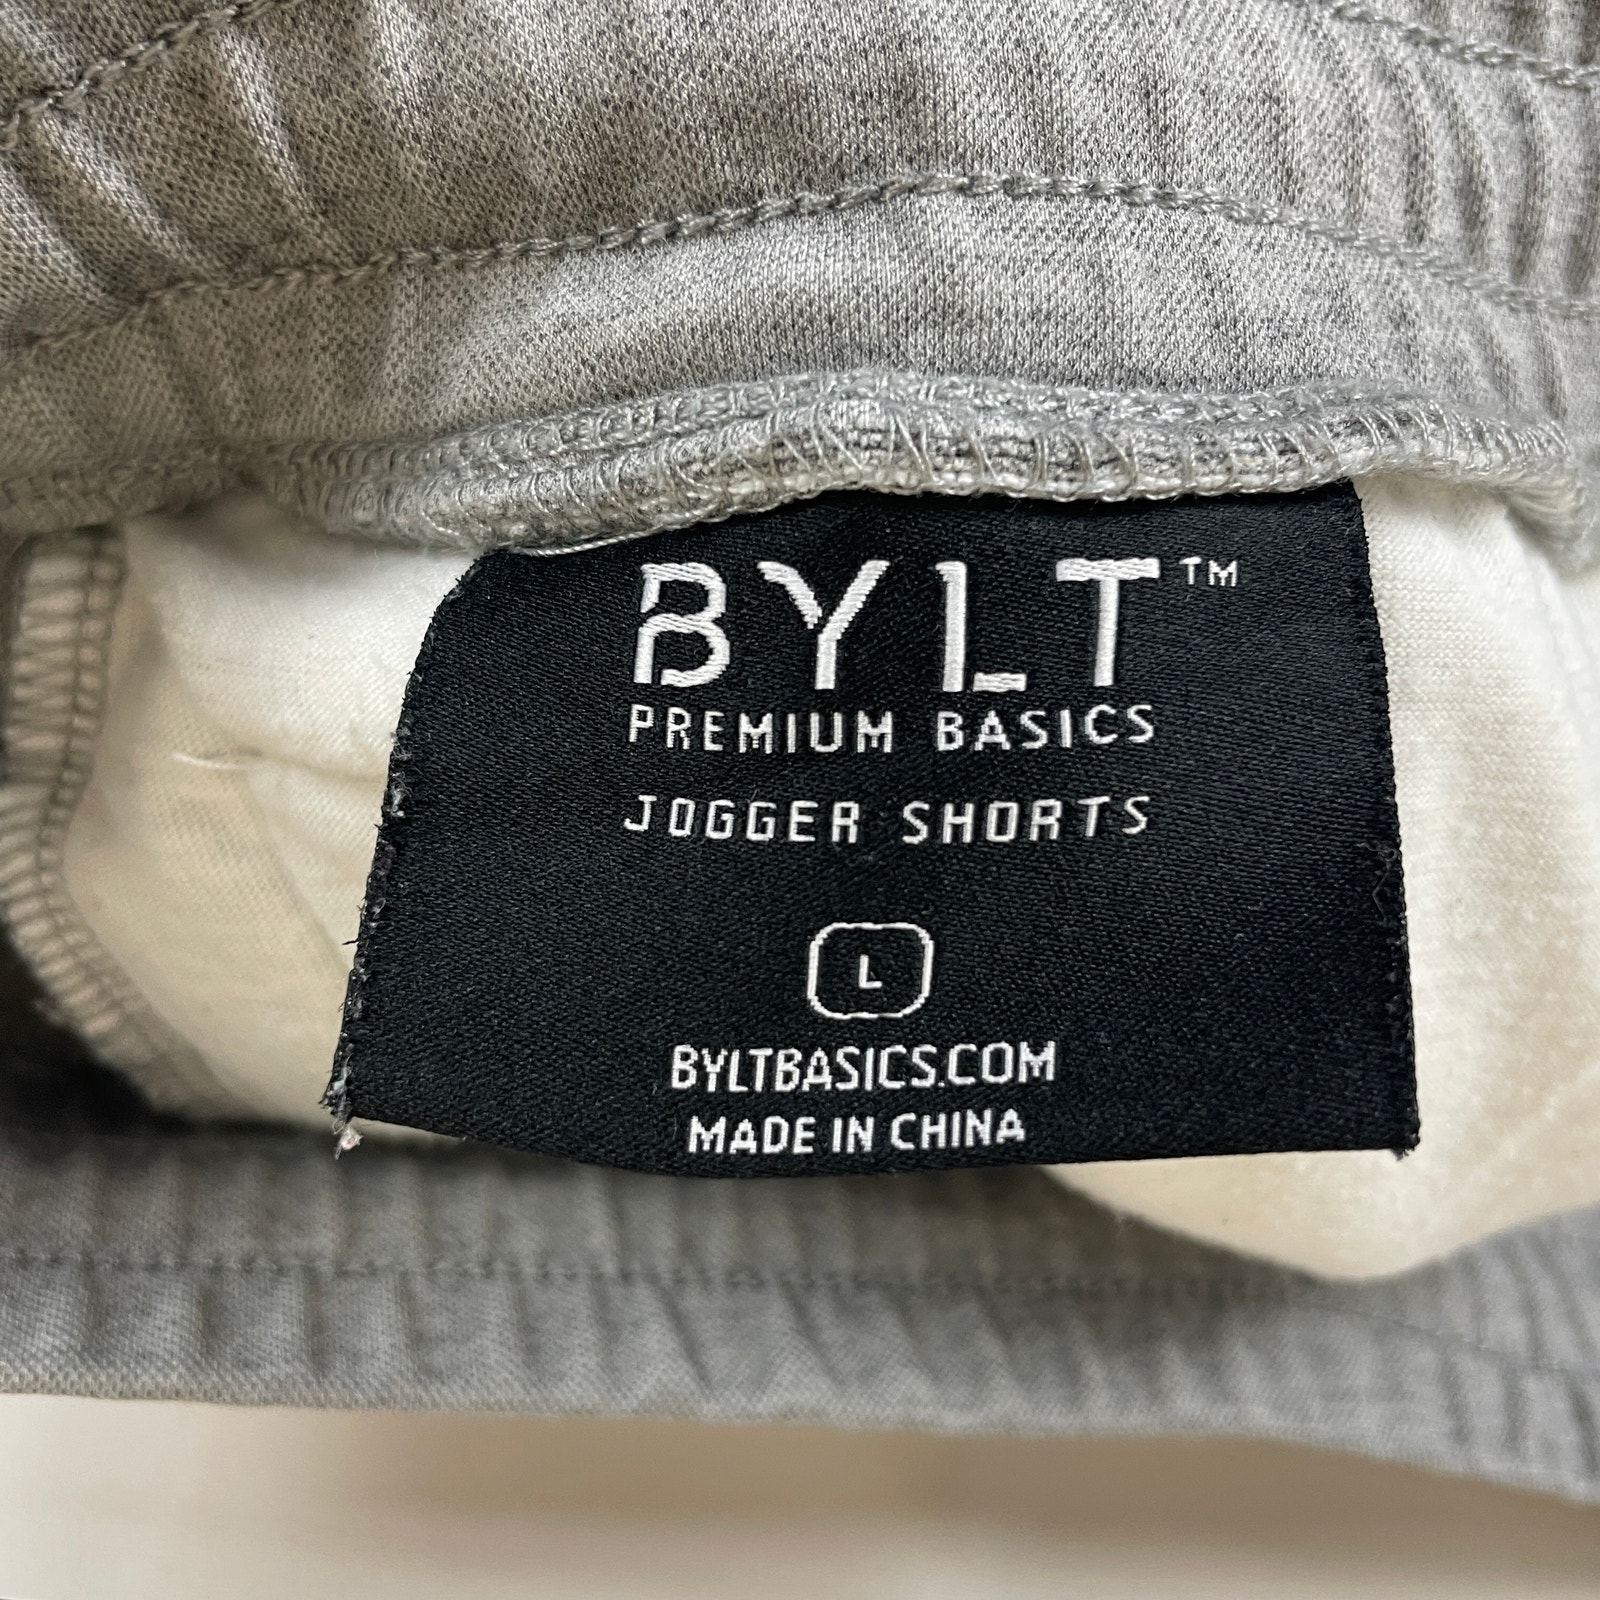 BYLT™
PREMIUM BASICS
JOGGER SHORTS
L
BYLTBASICS.COM
MADE IN CHINA